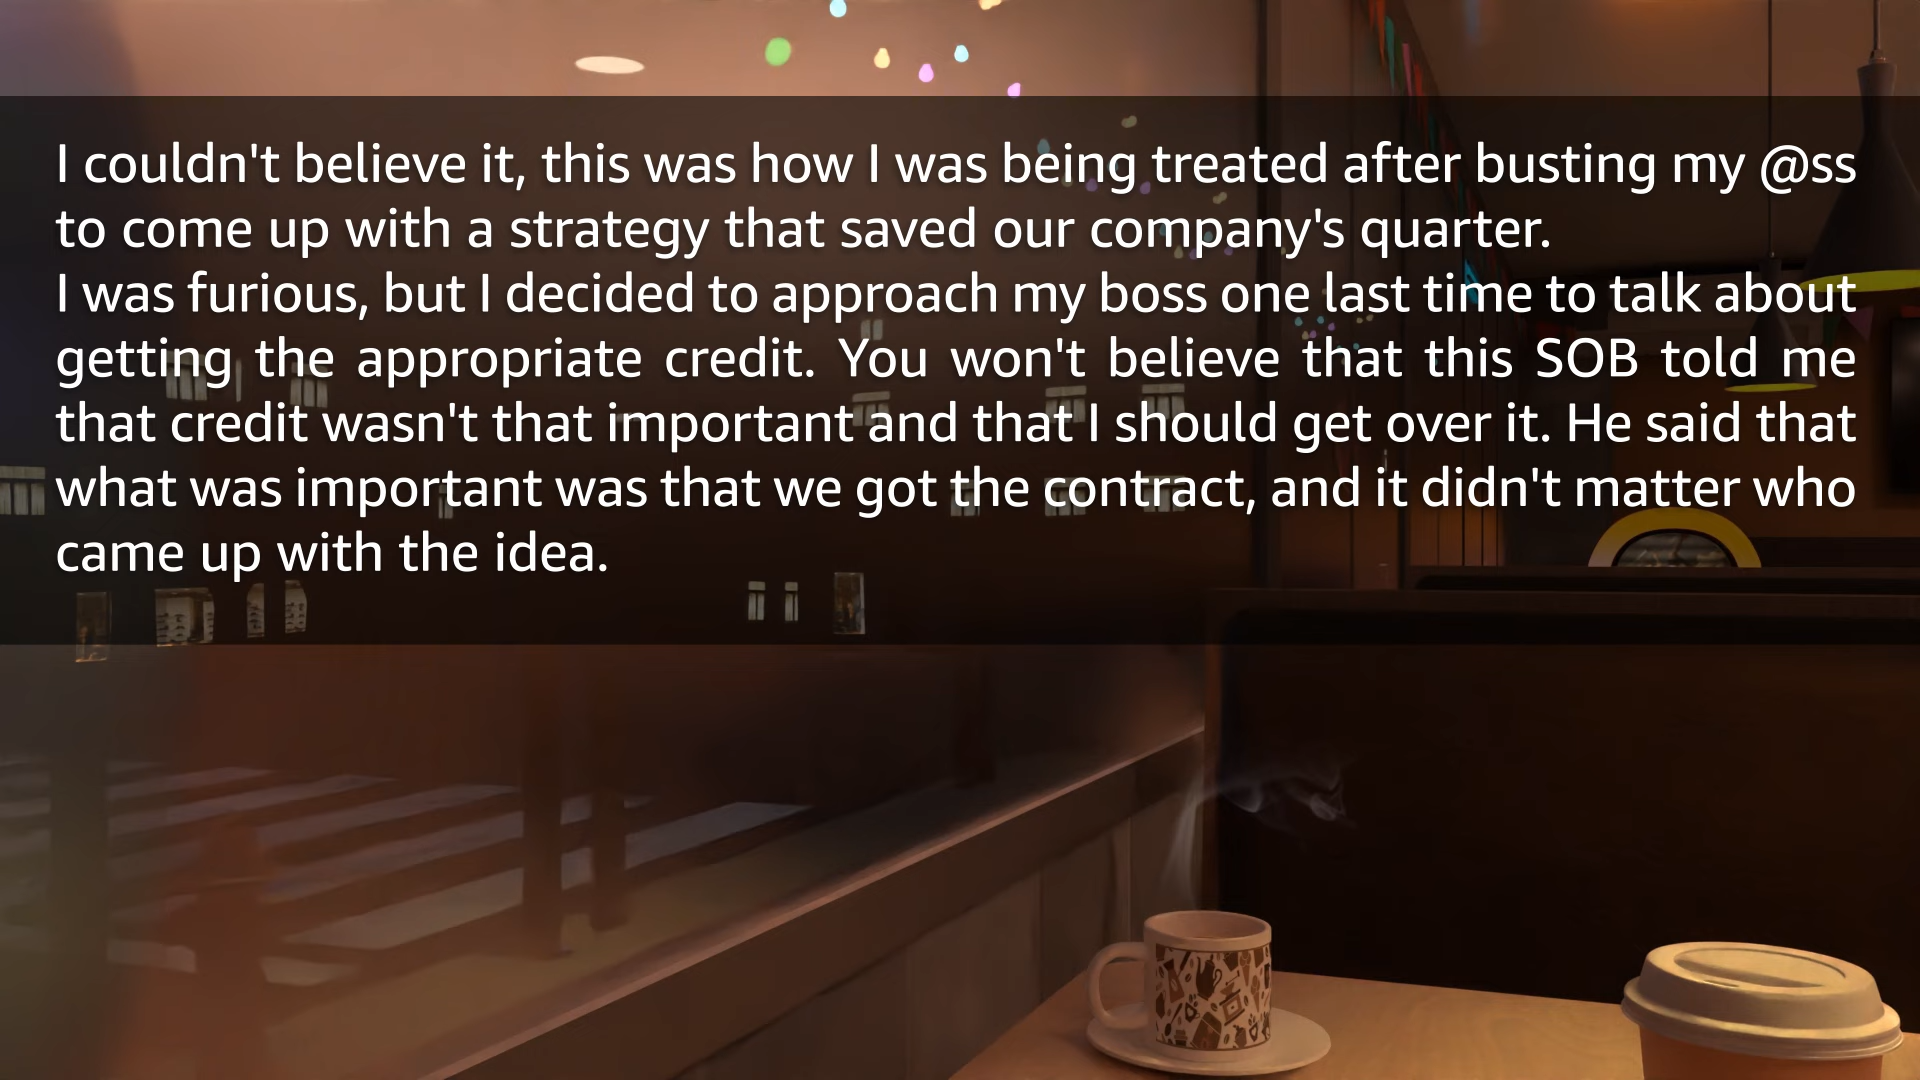 I couldn't believe it, this was how I was being treated after busting my @ss
to come up with a strategy that saved our company's quarter.
I was furious, but I decided to approach my boss one last time to talk about
getting the appropriate credit. You won't believe that this SOB told me
that credit wasn't that important and that I should get over it. He said that
what was important was that we got the contract, and it didn't matter who
came up with the idea.